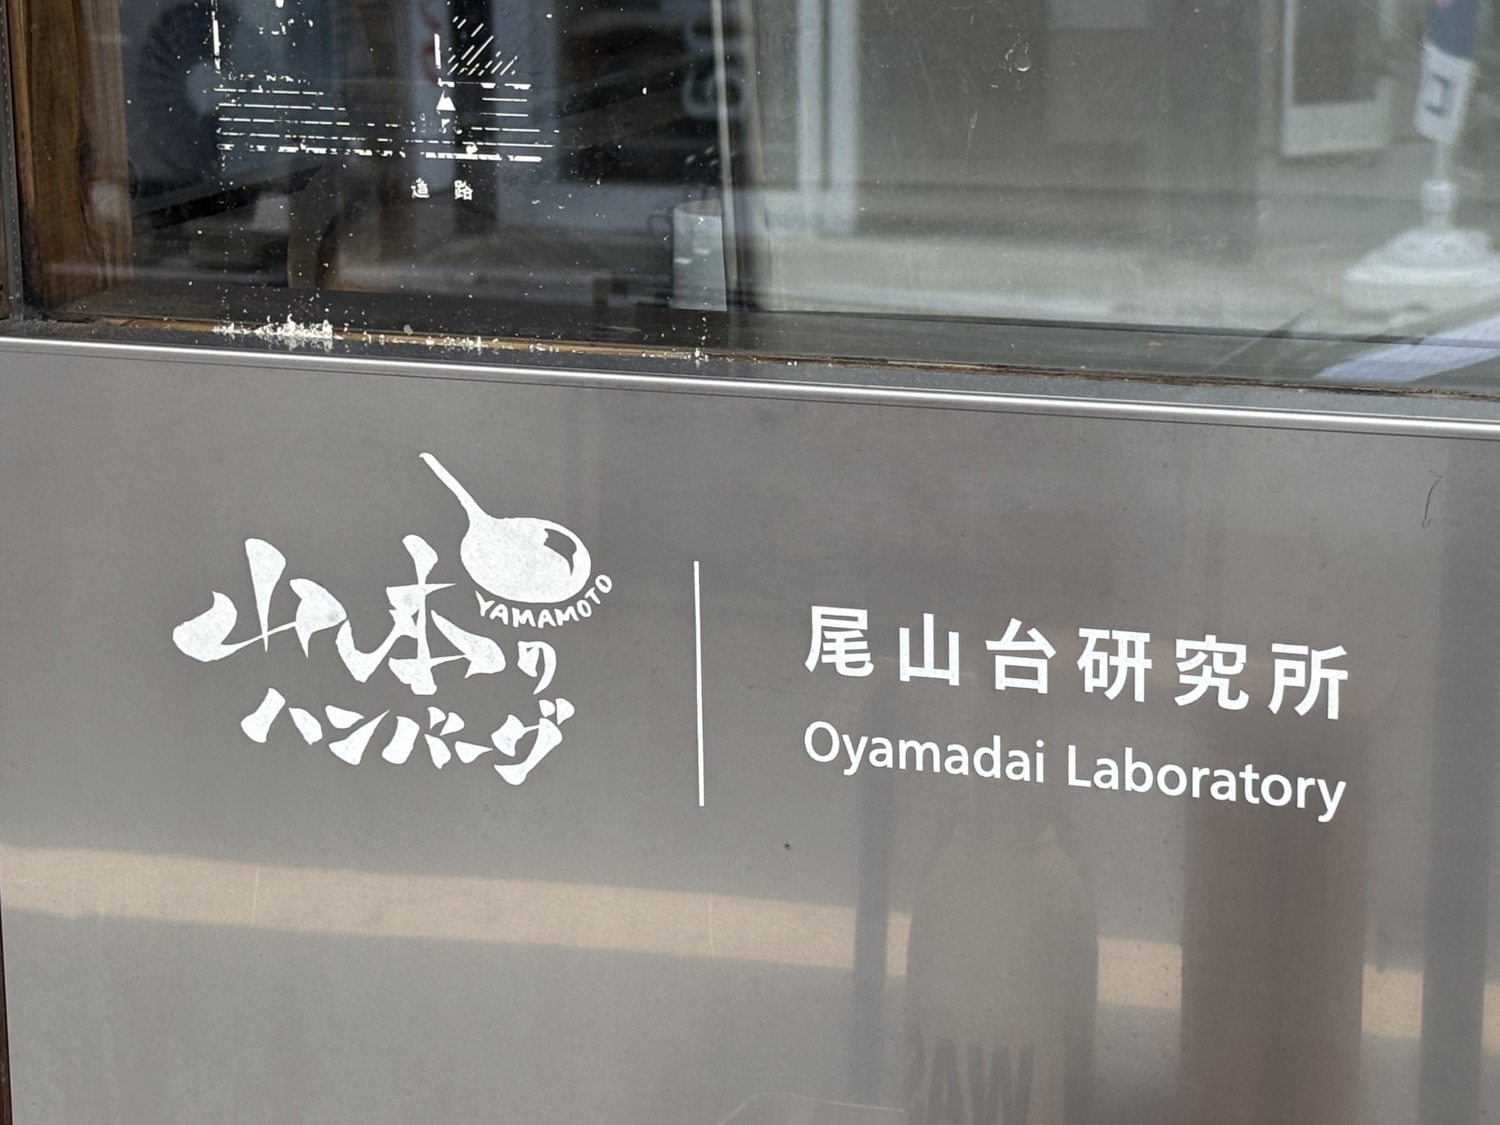 道路
YAMAMOTO
山本の
ハンバーグ
尾山台研究所
Oyamadai Laboratory